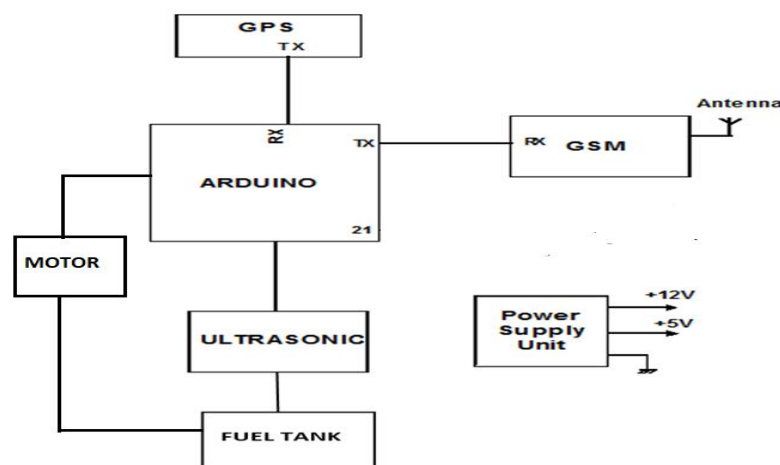 GPS
TX
Antenna
RX
TX
RX
GSM
ARDUINO
21
MOTOR
+12V
Power
Supply
Unit
+5V
ULTRASONIC
FUEL TANK